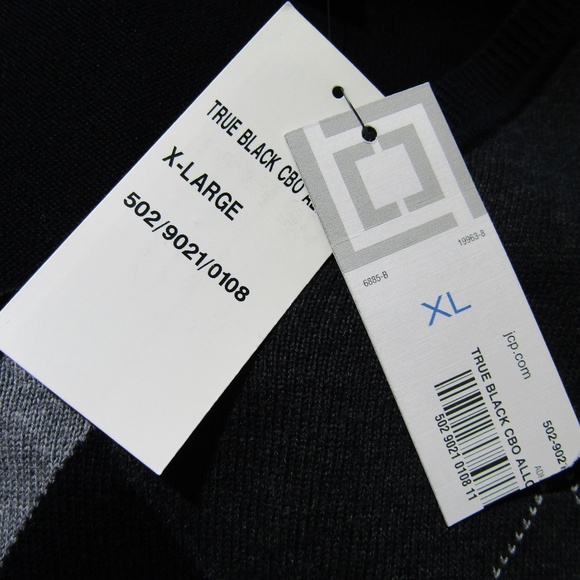 TRUE BLACK CBO
X-LARGE
502/9021/0108
19963-8
6885-B
XL
jcp.com
TRUE BLACK CBO ALLO
502 9021 0108 11
502-902